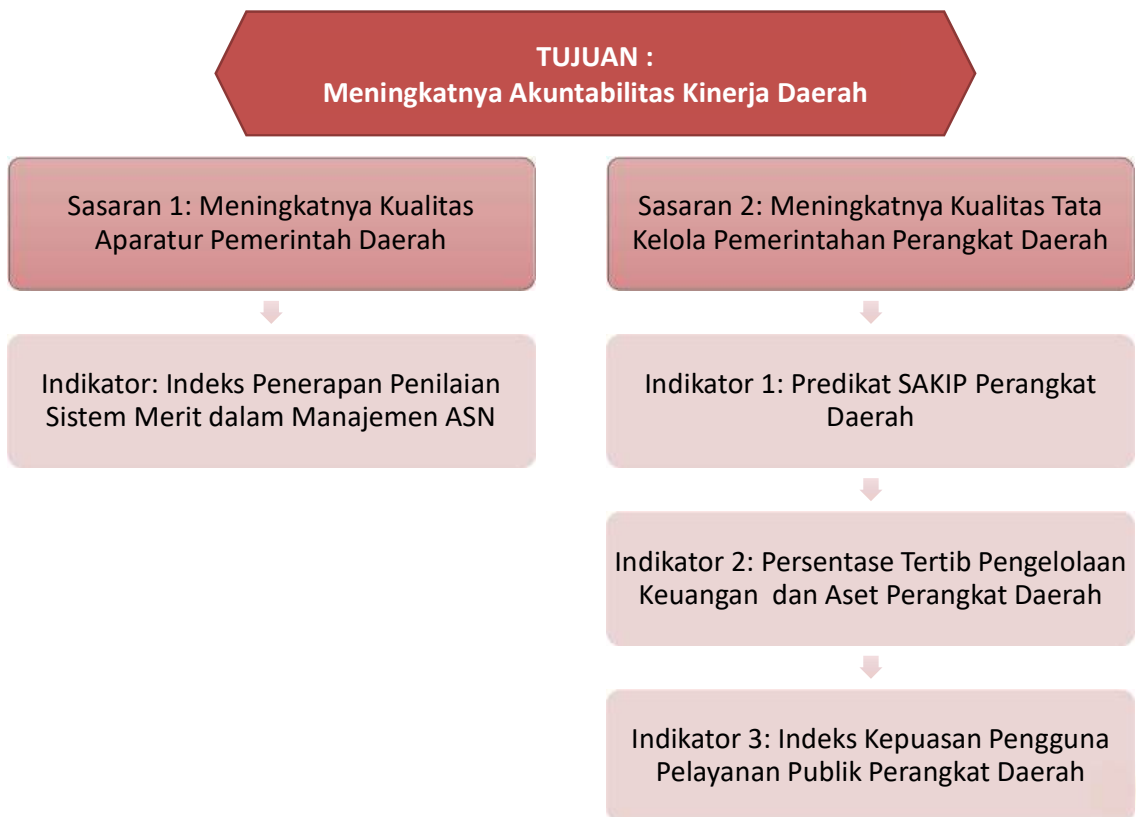 TUJUAN :
Meningkatnya Akuntabilitas Kinerja Daerah
Sasaran 1: Meningkatnya Kualitas
Aparatur Pemerintah Daerah
Indikator: Indeks Penerapan Penilaian
Sistem Merit dalam Manajemen ASN
Sasaran 2: Meningkatnya Kualitas Tata
Kelola Pemerintahan Perangkat Daerah
Indikator 1: Predikat SAKIP Perangkat
Daerah
Indikator 2: Persentase Tertib Pengelolaan
Keuangan  dan Aset Perangkat Daerah
Indikator 3: Indeks Kepuasan Pengguna
Pelayanan Publik Perangkat Daerah